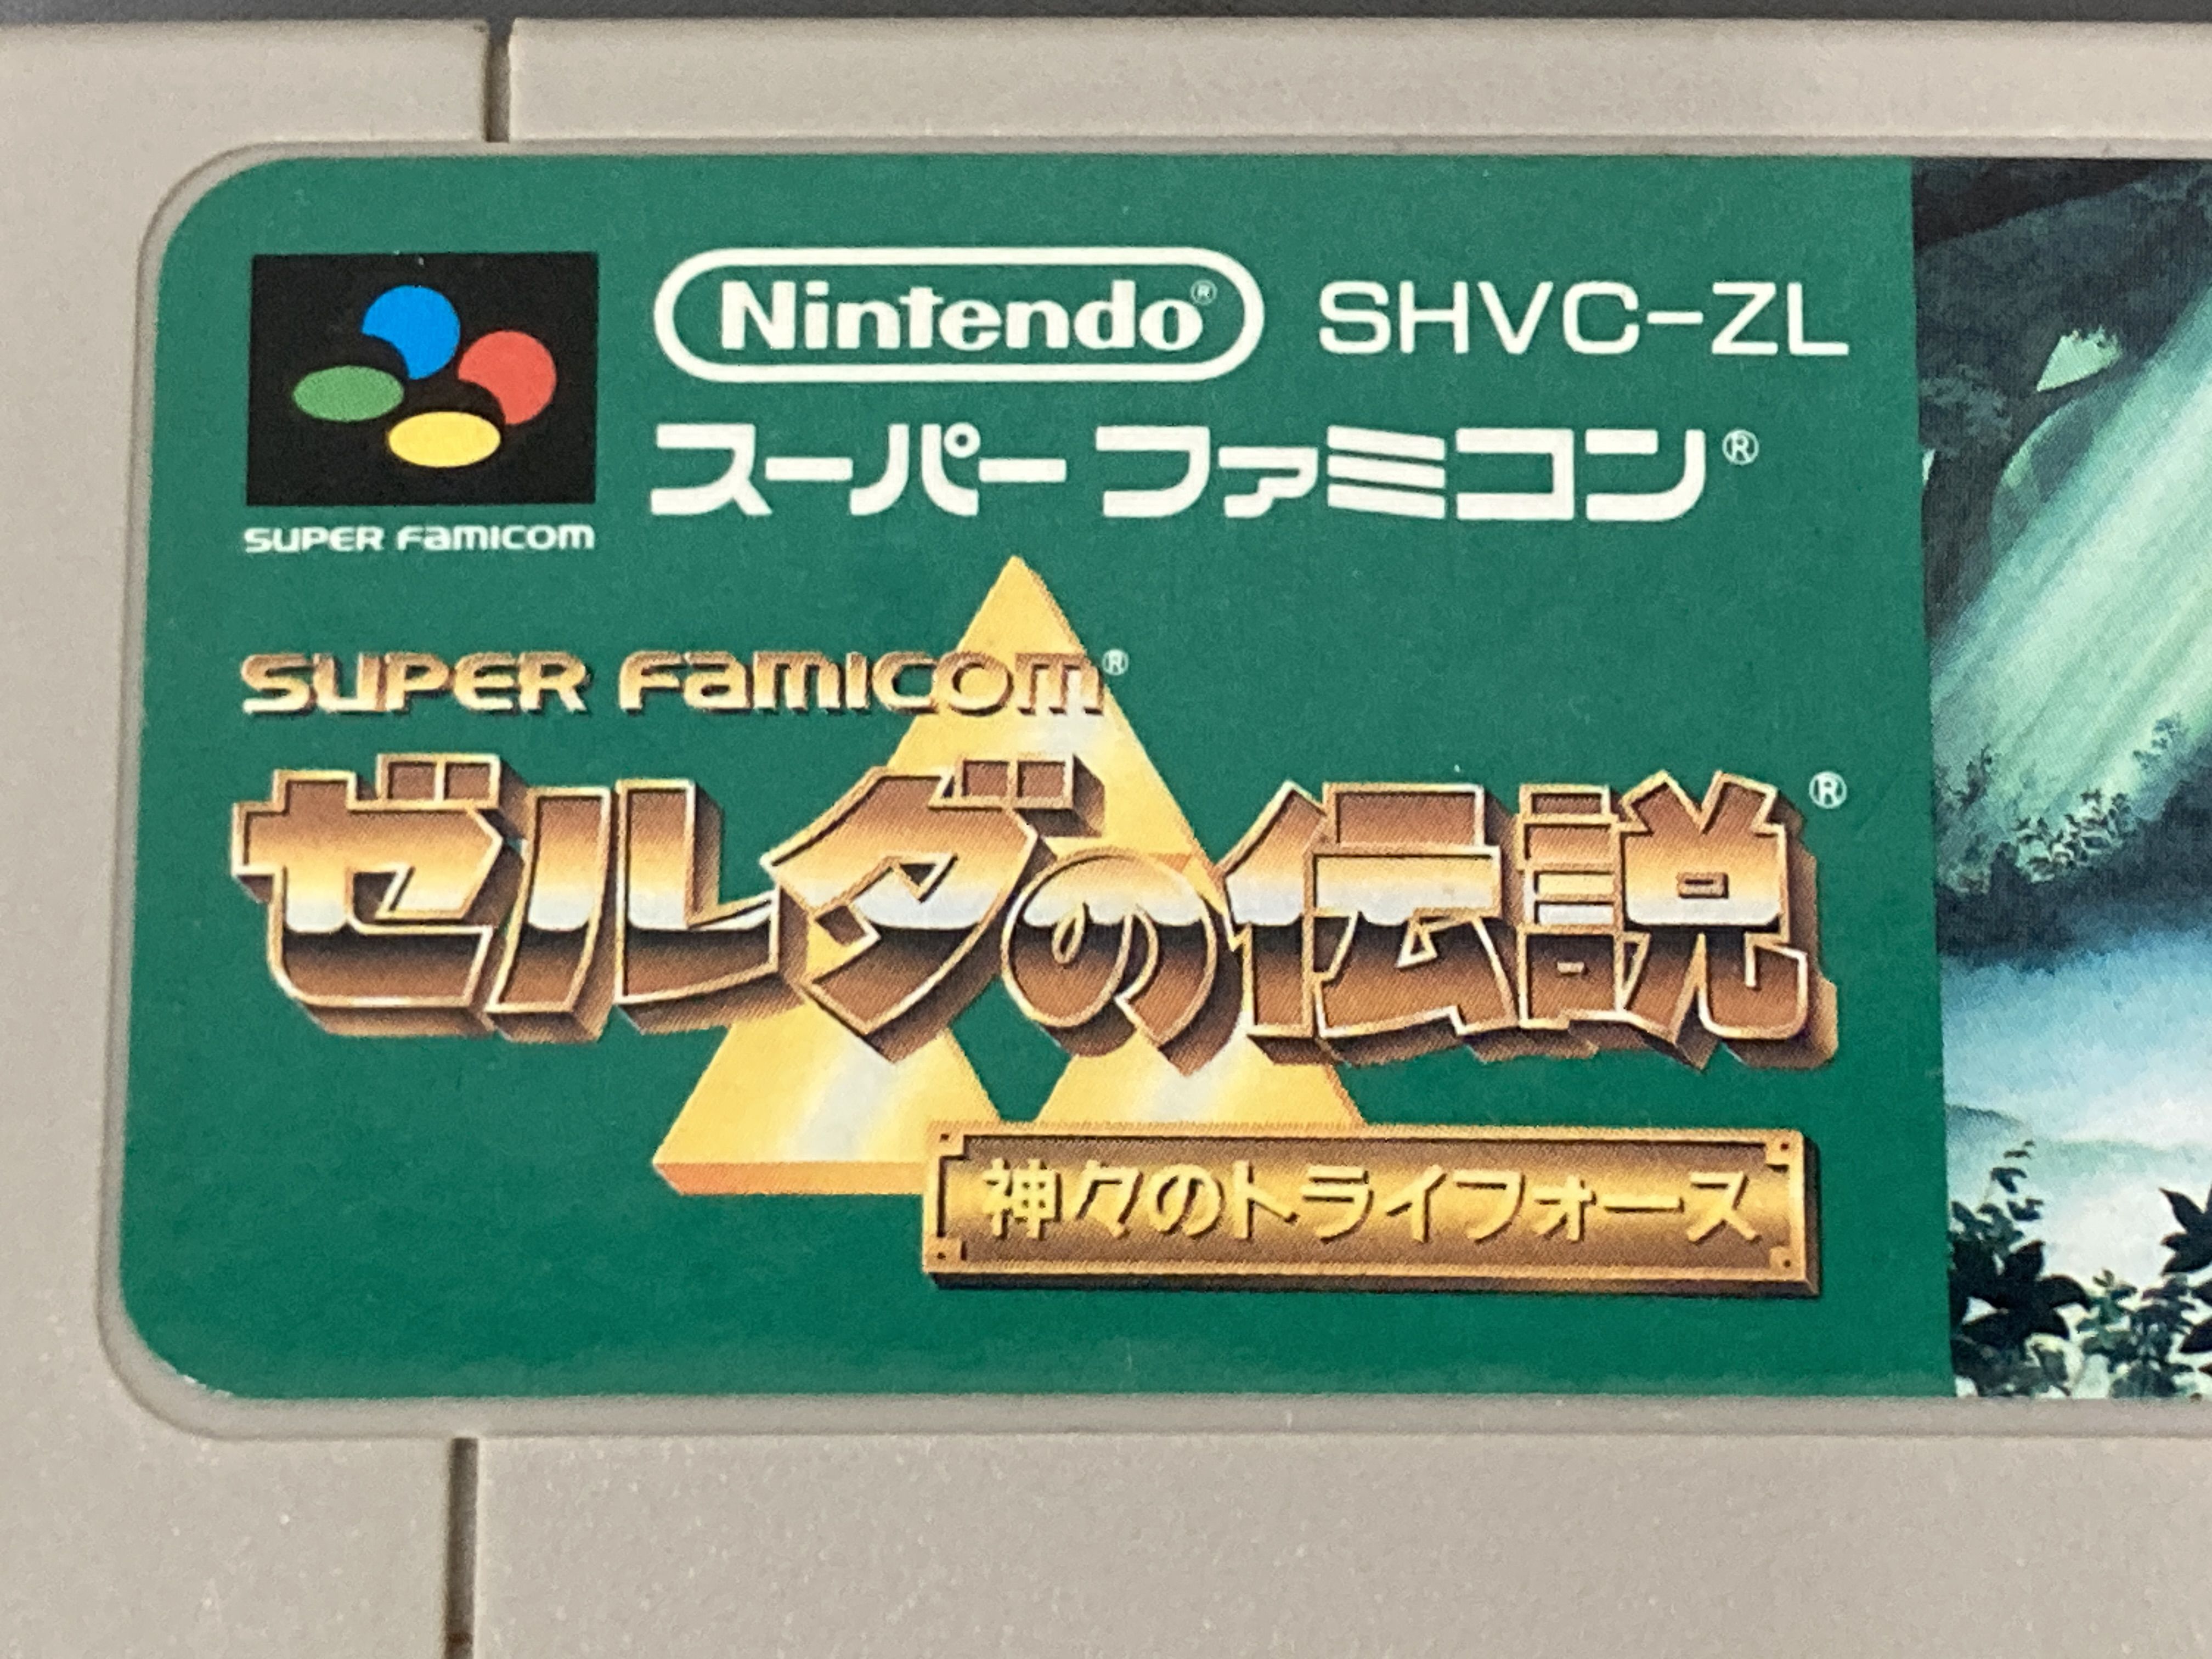 Nintendo® SHVC-ZL
スーパーファミコン®
SUPER FAMICOM
SUPER FAMICOM®
ゼルダの伝説®
神々のトライフォース